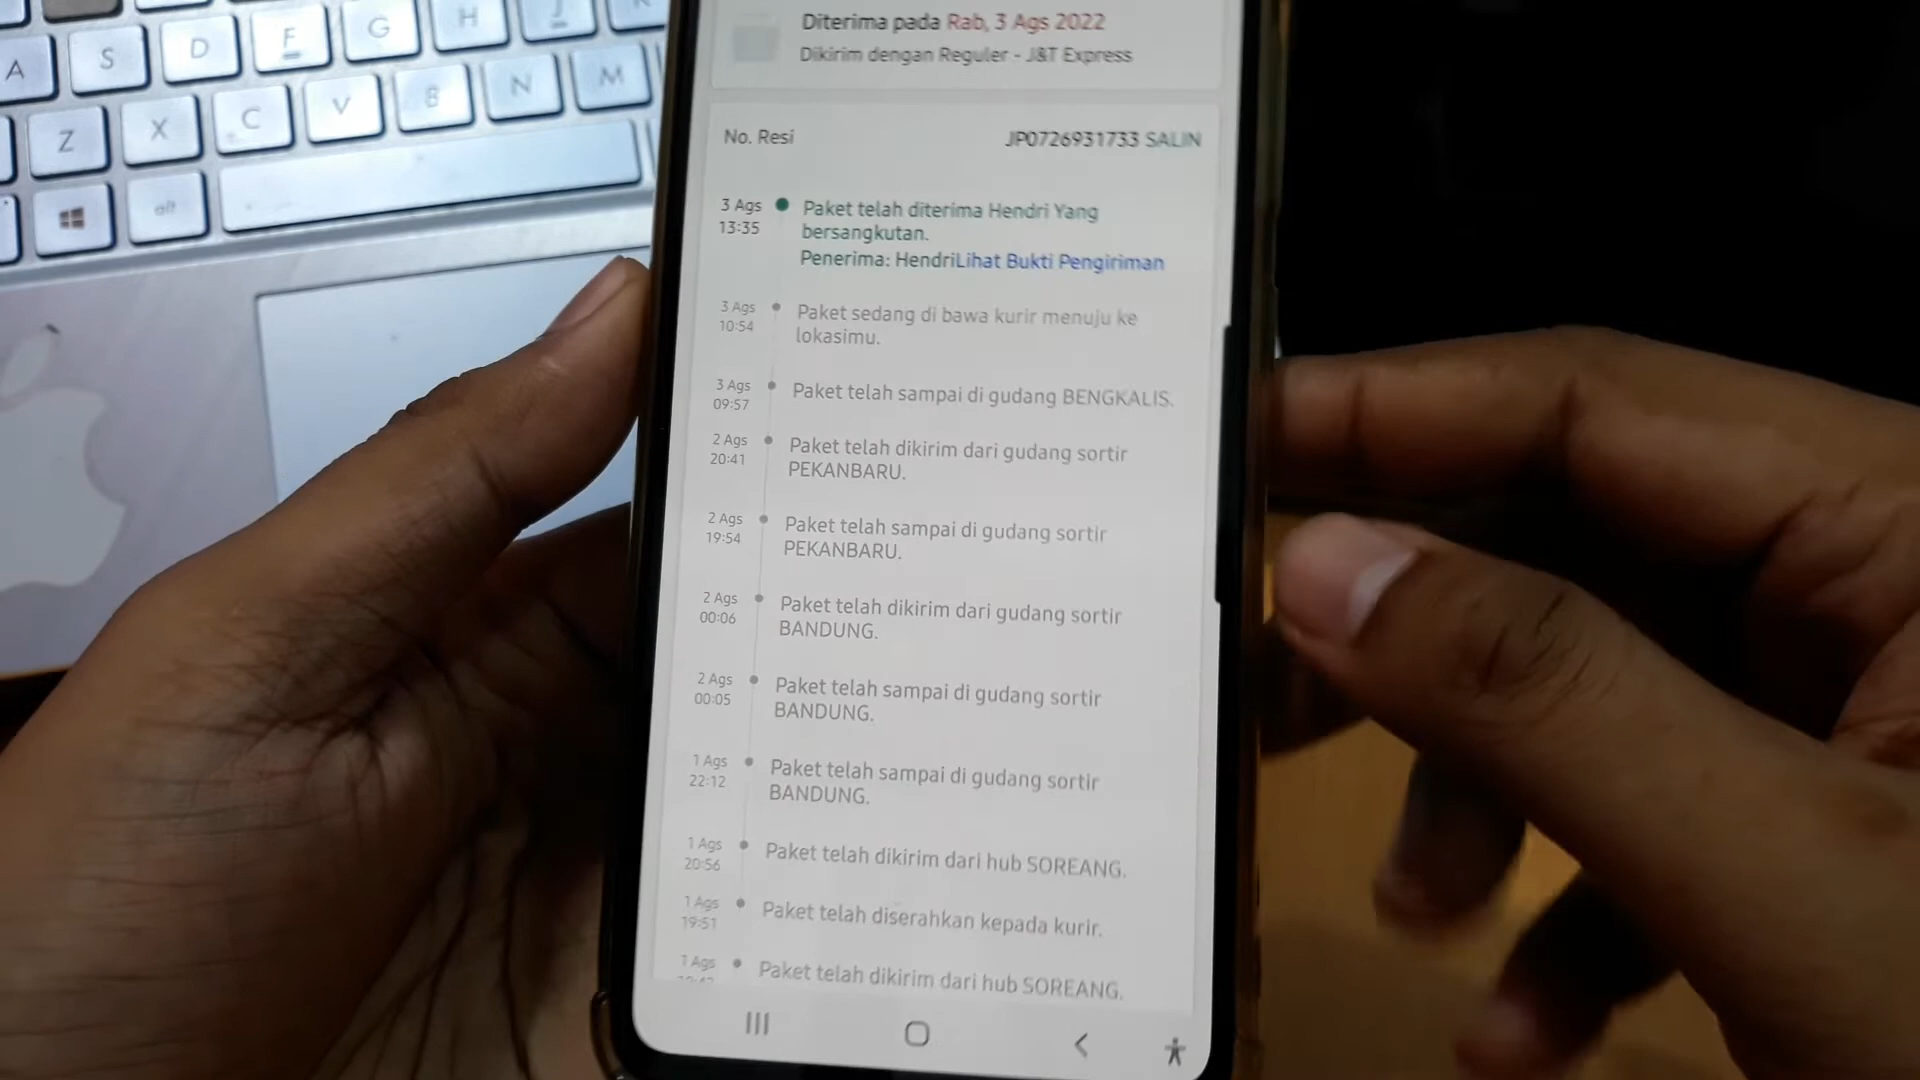 Diterima pada Rab, 3 Ags 2022
Dikirim dengan Reguler - J&T Express
No. Resi
JP0726931733 SALIN
3 Ags
13:35
Paket telah diterima Hendri Yang
bersangkutan.
Penerima: HendriLihat Bukti Pengiriman
3 Ags
10:54
Paket sedang di bawa kurir menuju ke
lokasimu.
3 Ags
09:57
Paket telah sampai di gudang BENGKALIS.
2 Ags
20:41
Paket telah dikirim dari gudang sortir
PEKANBARU.
2 Ags
19:54
Paket telah sampai di gudang sortir
PEKANBARU.
2 Ags
00:06
Paket telah dikirim dari gudang sortir
BANDUNG.
2 Ags
00:05
Paket telah sampai di gudang sortir
BANDUNG.
1 Ags
22:12
Paket telah sampai di gudang sortir
BANDUNG.
1 Ags
20:56
Paket telah dikirim dari hub SOREANG.
1 Ags
19:51
Paket telah diserahkan kepada kurir.
1 Ags
Paket telah dikirim dari hub SOREANG.
G
H
J
A
S
D
F
Z
X
C
V
B
N
M
alt